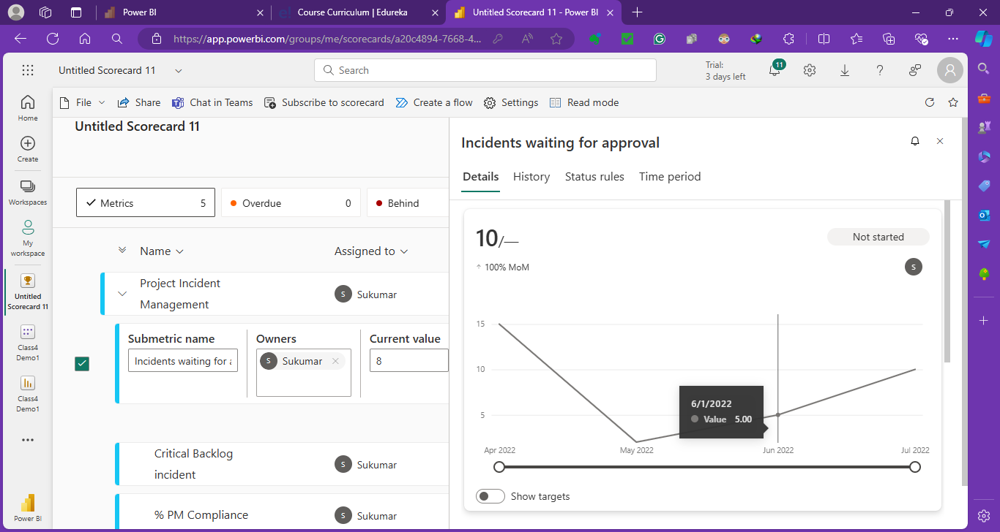 Power BI
Course Curriculum | Edureka
Untitled Scorecard 11 - Power BI
https://app.powerbi.com/groups/me/scorecards/a20c4894-7668-4...
Untitled Scorecard 11
Search
Trial:
3 days left
11
File
Share
Chat in Teams
Subscribe to scorecard
Create a flow
Settings
Read mode
Home
Create
Workspaces
My
workspace
Untitled
Scorecard 11
Class4
Demo1
Class4
Demo1
Power BI
Untitled Scorecard 11
Metrics 5
Overdue 0
Behind
Name
Assigned to
Project Incident
Management
S Sukumar
Submetric name
Owners
Current value
Incidents waiting for a
S Sukumar
8
Critical Backlog
incident
S Sukumar
% PM Compliance
S Sukumar
Incidents waiting for approval
Details
History
Status rules
Time period
10/—
Not started
↑ 100% MoM
S
15
10
5
6/1/2022
Value 5.00
Apr 2022
May 2022
Jun 2022
Jul 2022
Show targets